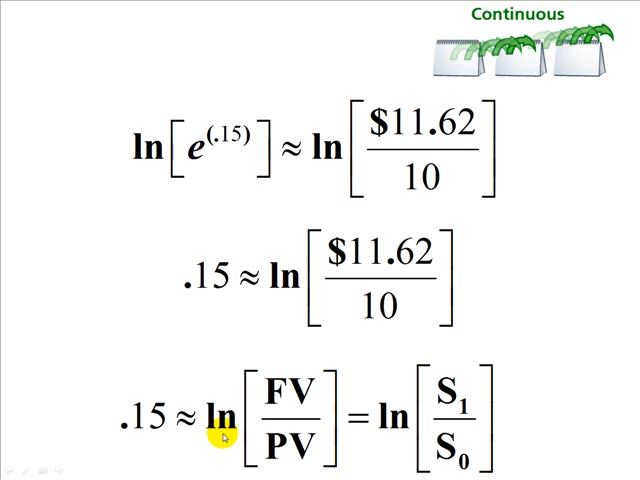 Continuous
ln[e^(.15)] ≈ ln[$11.62/10]
.15 ≈ ln[$11.62/10]
.15 ≈ ln[FV/PV] = ln[S₁/S₀]